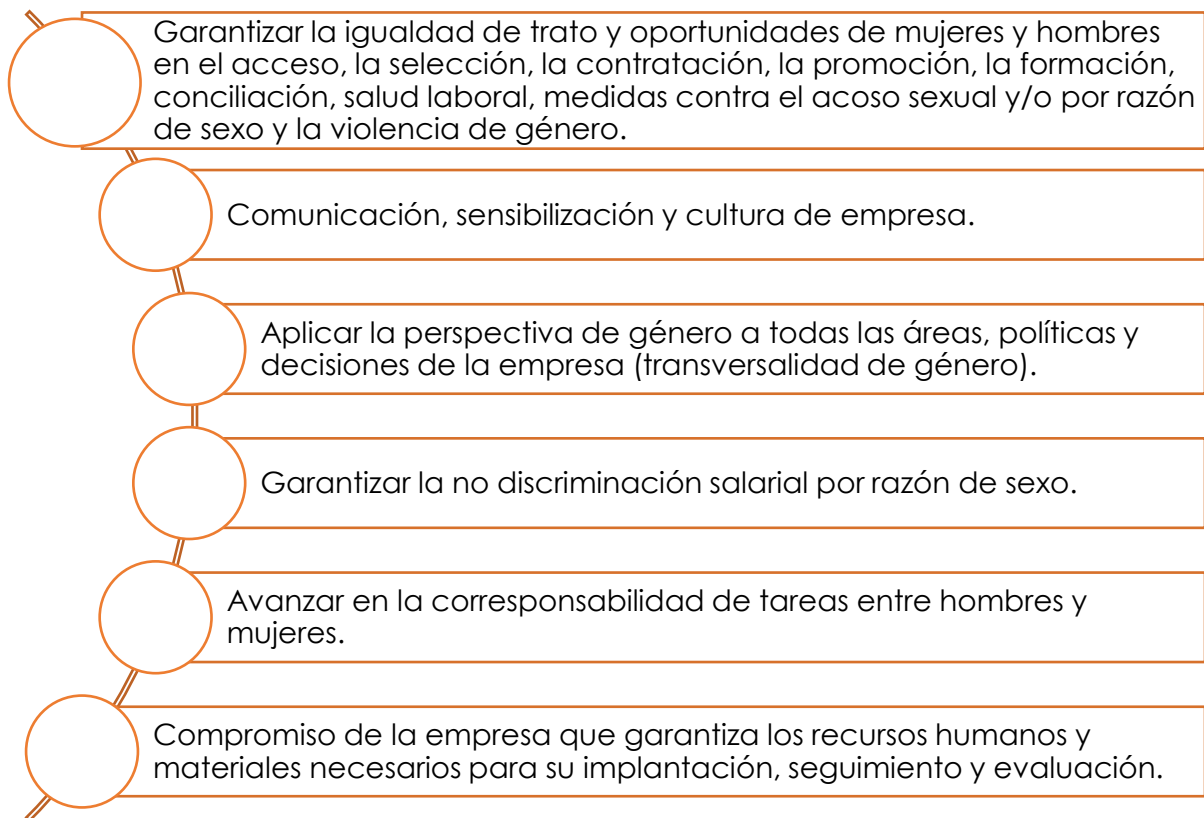 Garantizar la igualdad de trato y oportunidades de mujeres y hombres
en el acceso, la selección, la contratación, la promoción, la formación,
conciliación, salud laboral, medidas contra el acoso sexual y/o por razón
de sexo y la violencia de género.
Comunicación, sensibilización y cultura de empresa.
Aplicar la perspectiva de género a todas las áreas, políticas y
decisiones de la empresa (transversalidad de género).
Garantizar la no discriminación salarial por razón de sexo.
Avanzar en la corresponsabilidad de tareas entre hombres y
mujeres.
Compromiso de la empresa que garantiza los recursos humanos y
materiales necesarios para su implantación, seguimiento y evaluación.